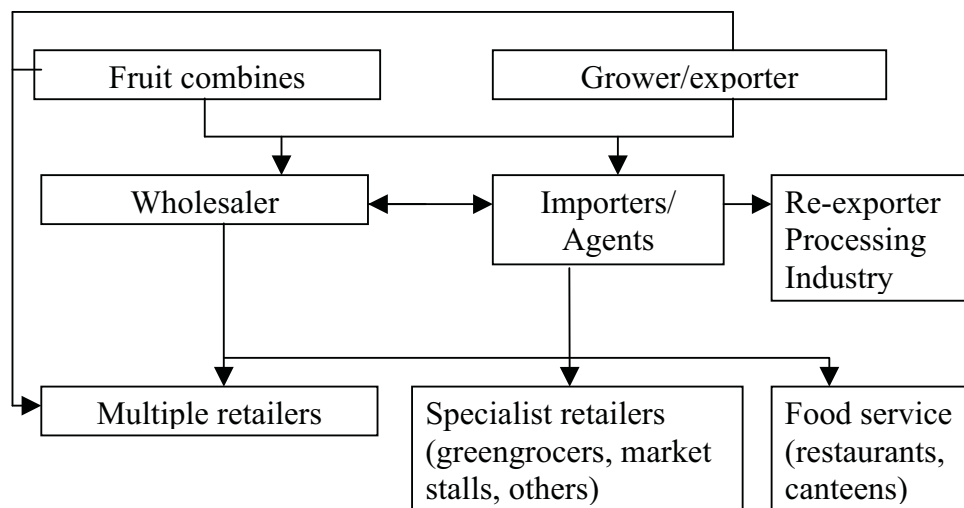 Fruit combines
Grower/exporter
Wholesaler
Importers/
Agents
Re-exporter
Processing
Industry
Multiple retailers
Specialist retailers
(greengrocers, market
stalls, others)
Food service
(restaurants,
canteens)